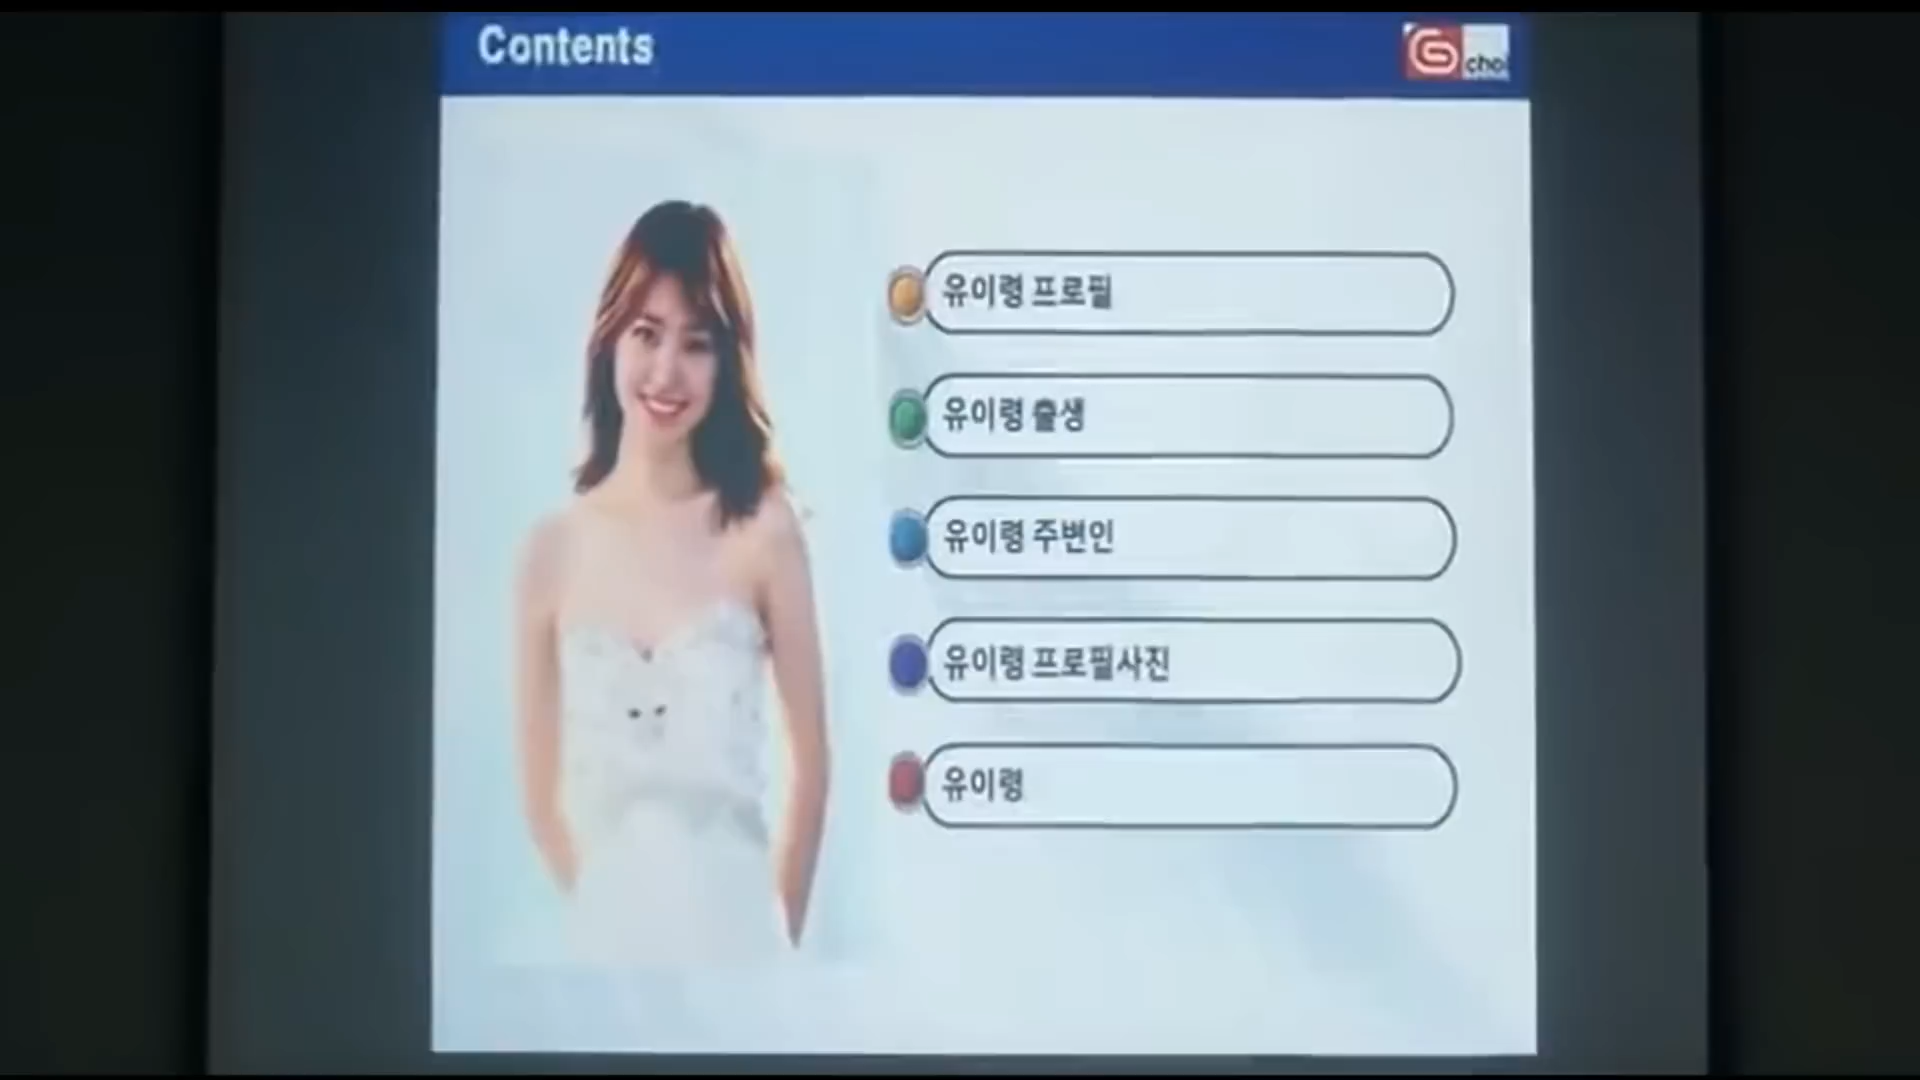 Contents
G choi
유이령 프로필
유이령 출생
유이령 주변인
유이령 프로필사진
유이령